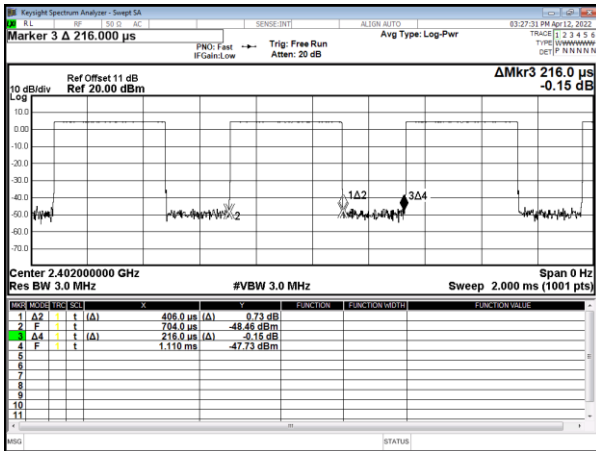 Keysight Spectrum Analyzer - Swept SA
RL RF 50 Ω AC SENSE:INT ALIGN AUTO 03:27:31 PM Apr 12, 2022
Marker 3 Δ 216.000 µs
PNO: Fast Trig: Free Run Avg Type: Log-Pwr TRACE 1 2 3 4 5 6
IFGain:Low Atten: 20 dB TYPE WWWWWW
DET P N N N N N
Ref Offset 11 dB ΔMkr3 216.0 µs
10 dB/div Ref 20.00 dBm -0.15 dB
Log
10.0
0.00
-10.0
-20.0
-30.0
-40.0
1Δ2 3Δ4
-50.0
2
-60.0
-70.0
Center 2.402000000 GHz Span 0 Hz
Res BW 3.0 MHz #VBW 3.0 MHz Sweep 2.000 ms (1001 pts)
MKR MODE TRC SCL X Y FUNCTION FUNCTION WIDTH FUNCTION VALUE
1 Δ2 1 t (Δ) 406.0 µs (Δ) 0.73 dB
2 F 1 t 704.0 µs -48.46 dBm
3 Δ4 1 t (Δ) 216.0 µs (Δ) -0.15 dB
4 F 1 t 1.110 ms -47.73 dBm
5
6
7
8
9
10
11
MSG STATUS